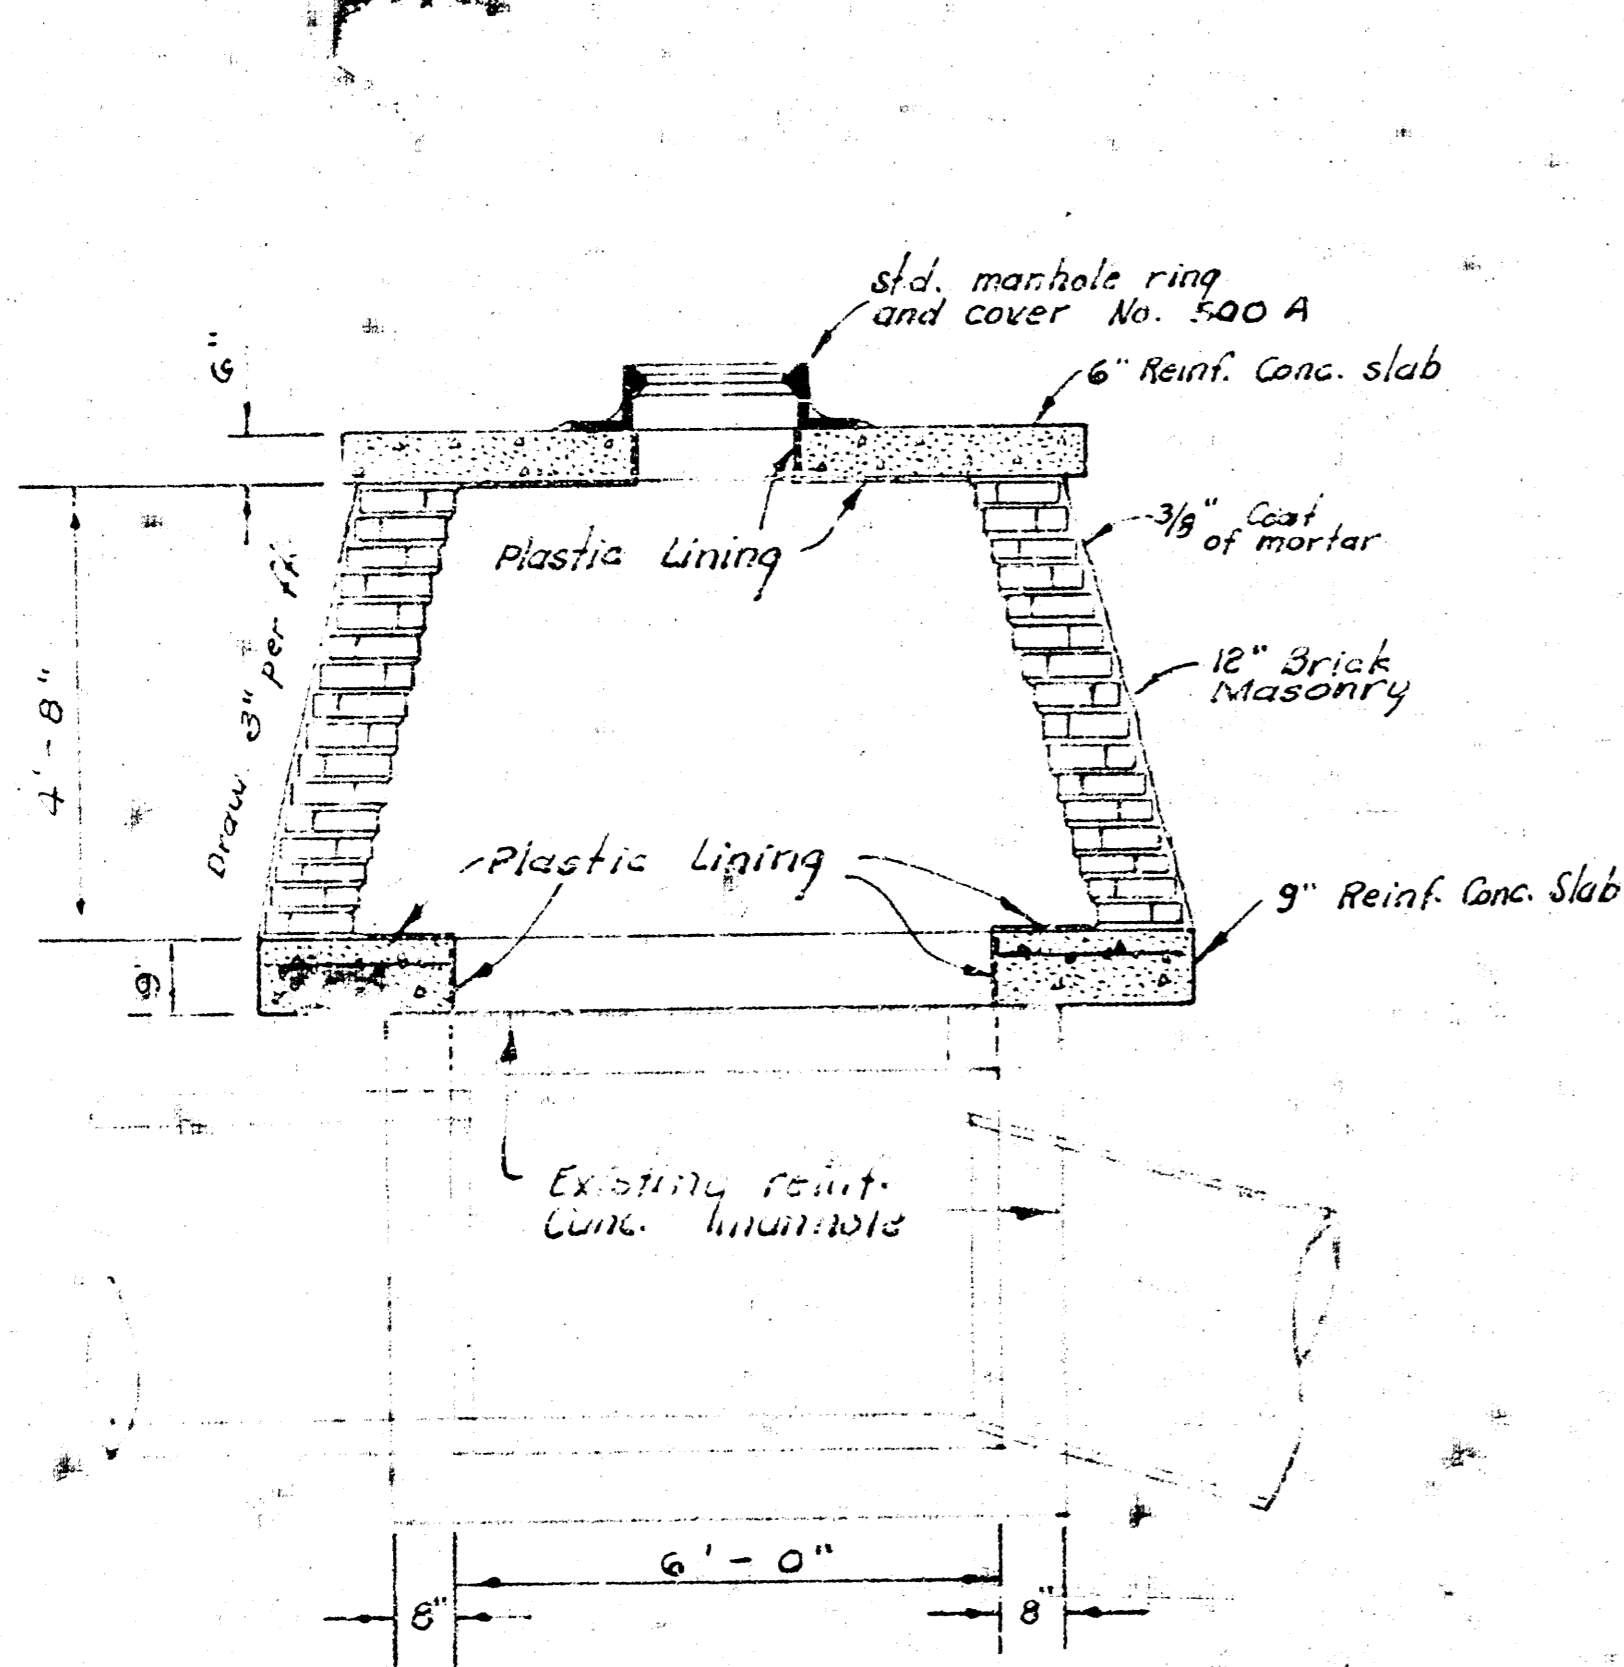 std. manhole ring
and cover No. 500 A
6" Reinf. Conc. slab
6"
3/8" Coat
of mortar
Plastic Lining
Draw 3" per ft.
12" Brick
Masonry
4'-8"
Plastic Lining
9" Reinf. Conc. Slab
9"
Existing reinf.
Conc. manhole
6'-0"
8"
8"